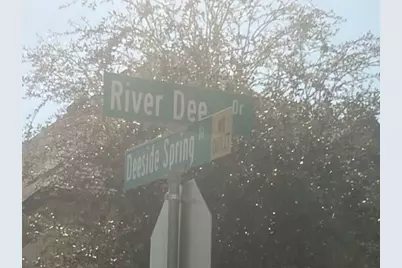 River Dee Dr
Deeside Spring